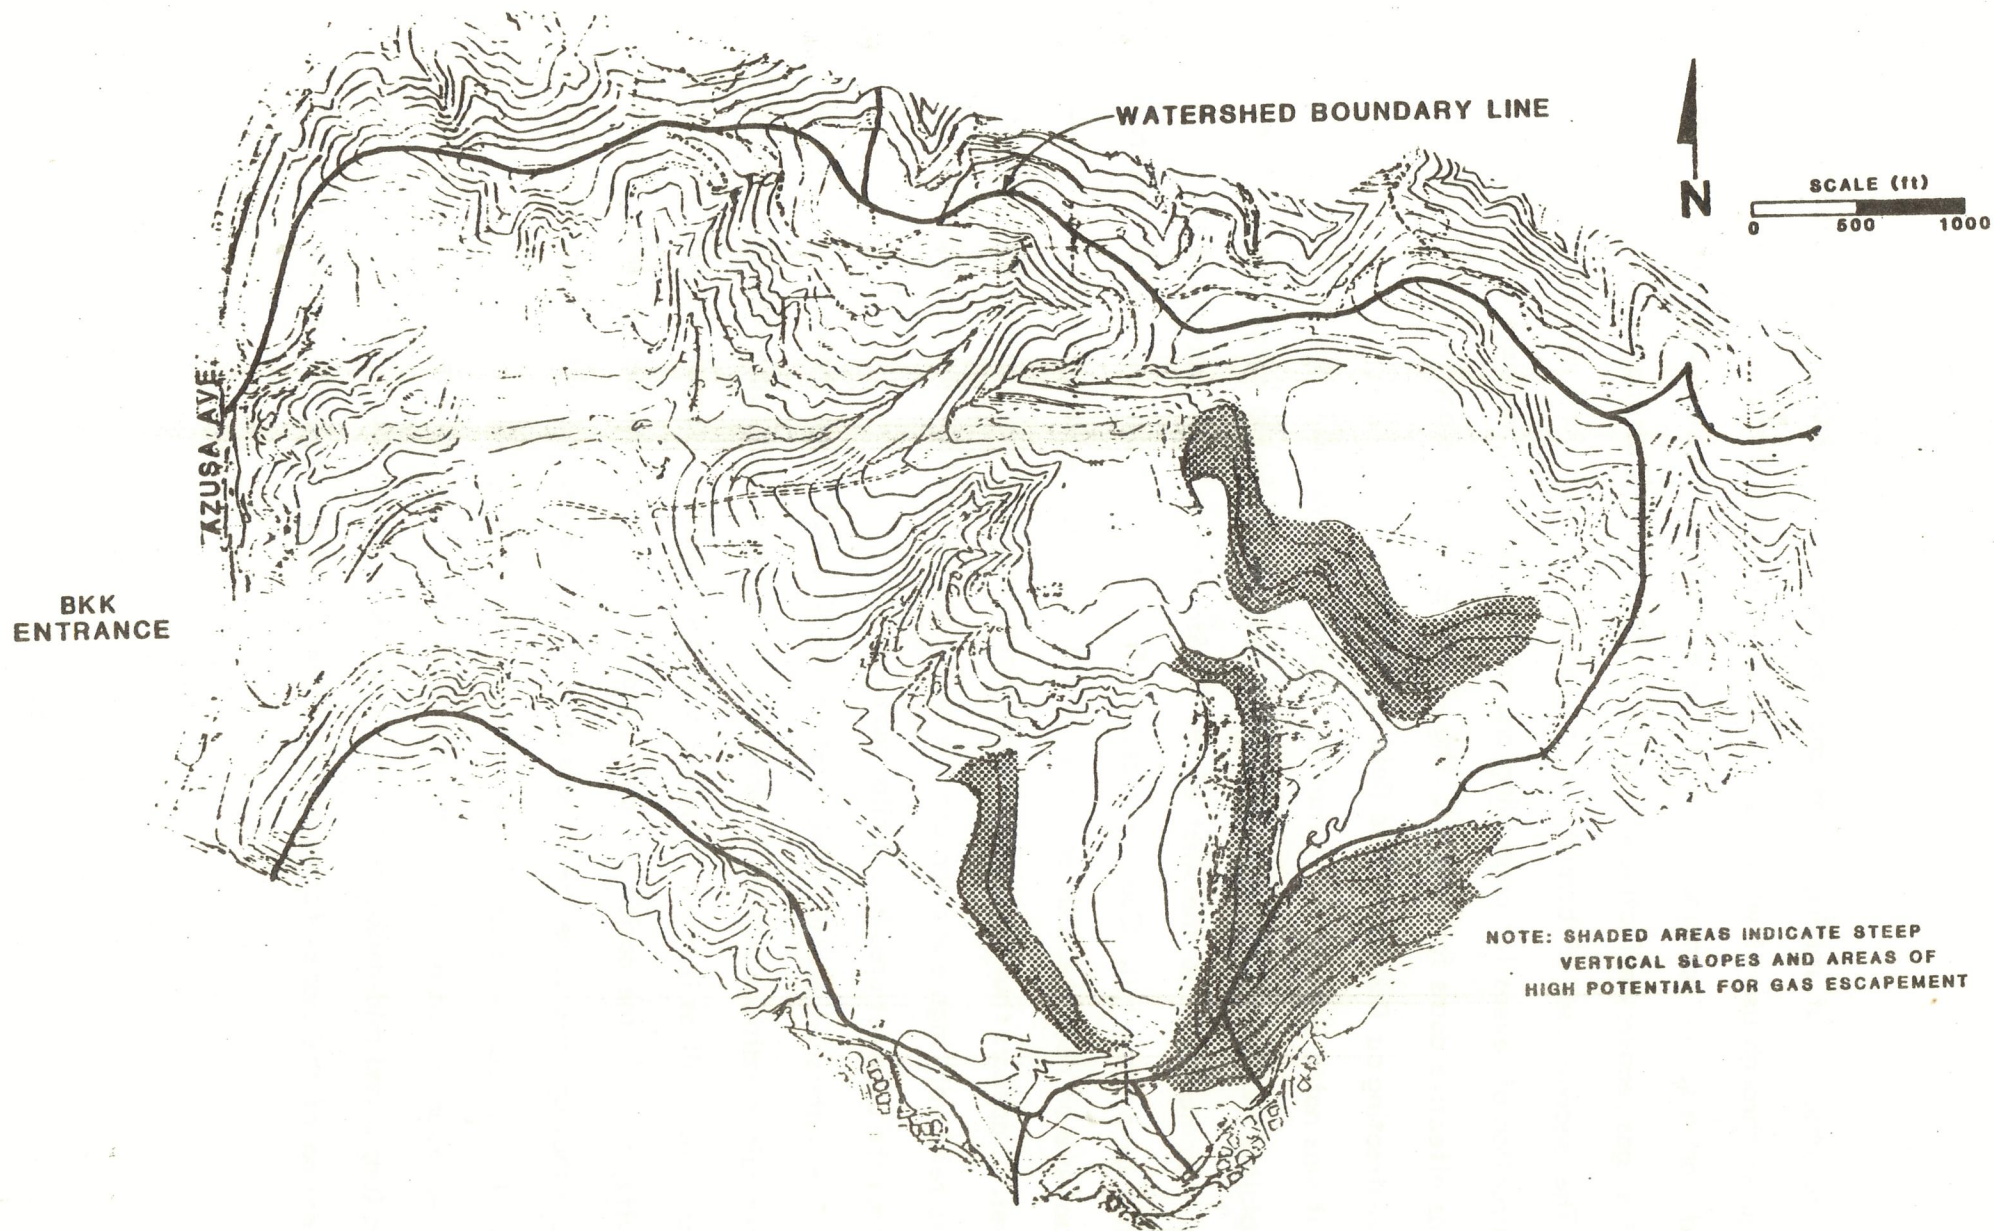 WATERSHED BOUNDARY LINE
N
SCALE (ft)
0 500 1000
AZUSA AVE.
BKK
ENTRANCE
NOTE: SHADED AREAS INDICATE STEEP
VERTICAL SLOPES AND AREAS OF
HIGH POTENTIAL FOR GAS ESCAPEMENT